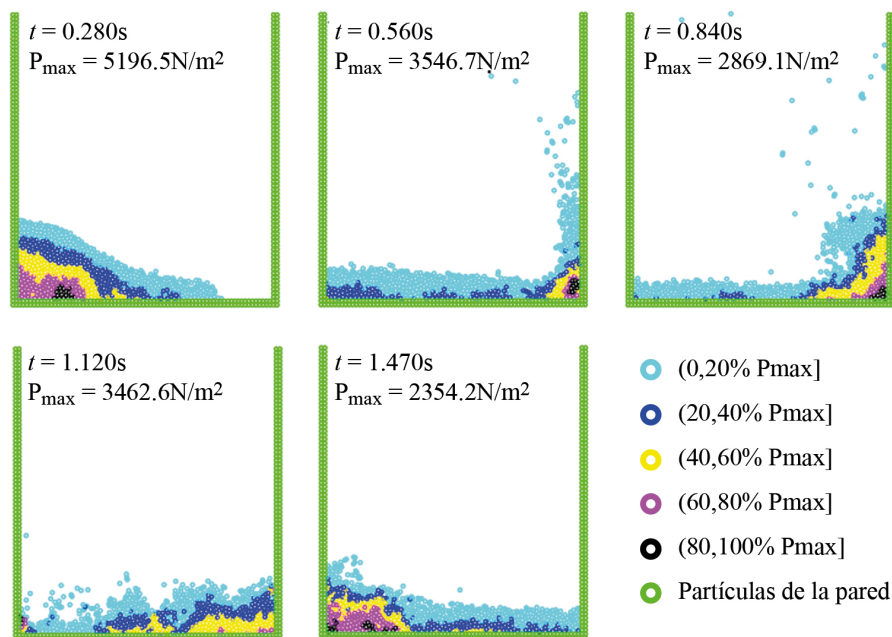 t = 0.280s
Pmax = 5196.5N/m²
t = 0.560s
Pmax = 3546.7N/m²
t = 0.840s
Pmax = 2869.1N/m²
t = 1.120s
Pmax = 3462.6N/m²
t = 1.470s
Pmax = 2354.2N/m²
(0,20% Pmax]
(20,40% Pmax]
(40,60% Pmax]
(60,80% Pmax]
(80,100% Pmax]
Partículas de la pared